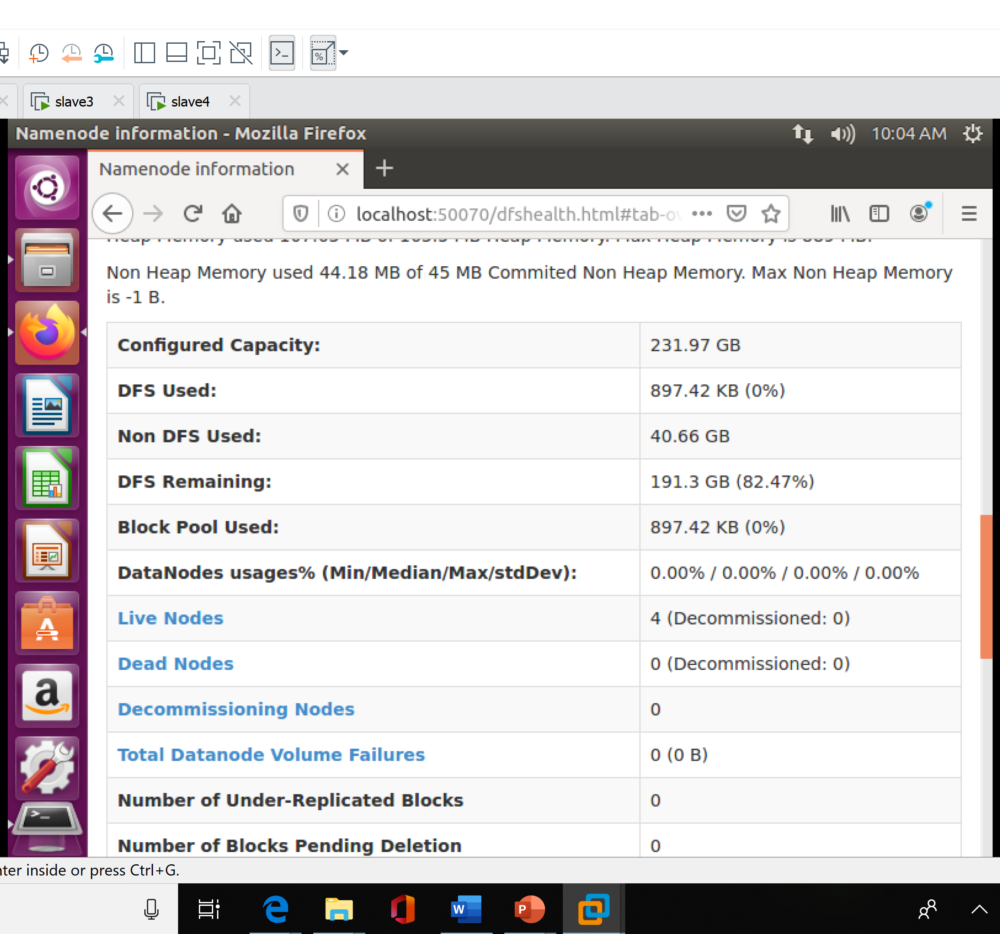 slave3
slave4
Namenode information - Mozilla Firefox
10:04 AM
Namenode information
localhost:50070/dfshealth.html#tab-ov
Non Heap Memory used 44.18 MB of 45 MB Commited Non Heap Memory. Max Non Heap Memory
is -1 B.
Configured Capacity: 231.97 GB
DFS Used: 897.42 KB (0%)
Non DFS Used: 40.66 GB
DFS Remaining: 191.3 GB (82.47%)
Block Pool Used: 897.42 KB (0%)
DataNodes usages% (Min/Median/Max/stdDev): 0.00% / 0.00% / 0.00% / 0.00%
Live Nodes 4 (Decommissioned: 0)
Dead Nodes 0 (Decommissioned: 0)
Decommissioning Nodes 0
Total Datanode Volume Failures 0 (0 B)
Number of Under-Replicated Blocks 0
Number of Blocks Pending Deletion 0
nter inside or press Ctrl+G.